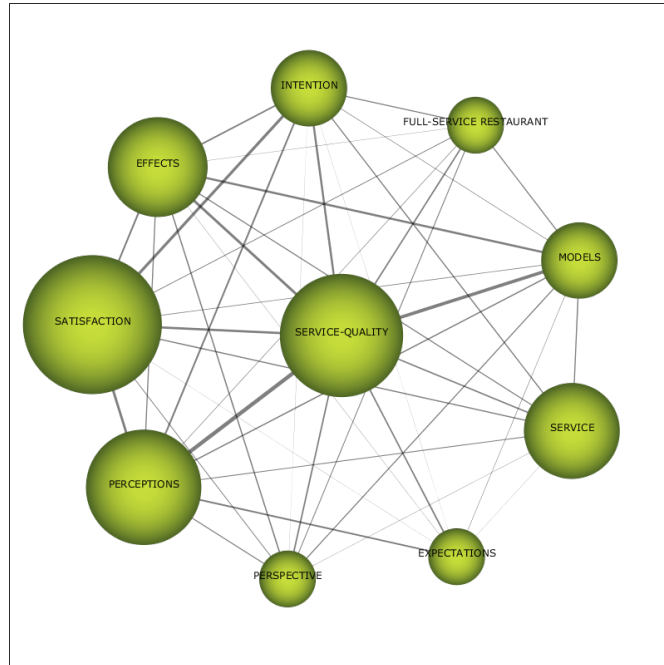 INTENTION
FULL-SERVICE RESTAURANT
EFFECTS
MODELS
SATISFACTION
SERVICE-QUALITY
SERVICE
PERCEPTIONS
EXPECTATIONS
PERSPECTIVE